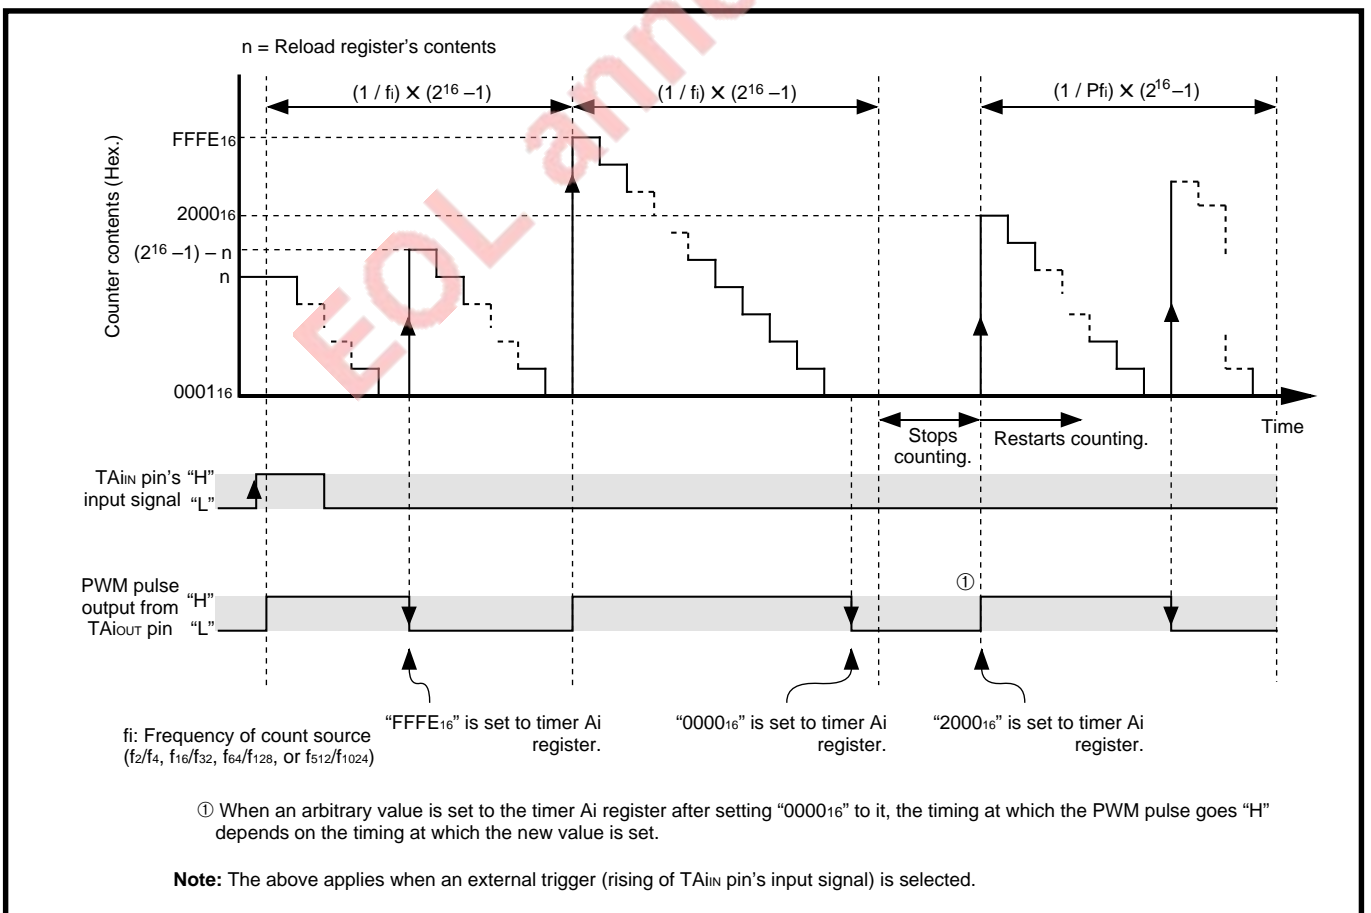 EOL anno
n = Reload register's contents
(1 / fi) × (2¹⁶ –1)
(1 / fi) × (2¹⁶ –1)
(1 / Pfi) × (2¹⁶–1)
Counter contents (Hex.)
FFFE₁₆
2000₁₆
(2¹⁶ –1) – n
n
0001₁₆
Time
Stops
counting.
Restarts counting.
TAiIN pin's "H"
input signal "L"
PWM pulse
output from "H"
TAiOUT pin "L"
①
"FFFE₁₆" is set to timer Ai
register.
"0000₁₆" is set to timer Ai
register.
"2000₁₆" is set to timer Ai
register.
fi: Frequency of count source
(f₂/f₄, f₁₆/f₃₂, f₆₄/f₁₂₈, or f₅₁₂/f₁₀₂₄)
① When an arbitrary value is set to the timer Ai register after setting "0000₁₆" to it, the timing at which the PWM pulse goes "H"
depends on the timing at which the new value is set.
Note: The above applies when an external trigger (rising of TAiIN pin's input signal) is selected.